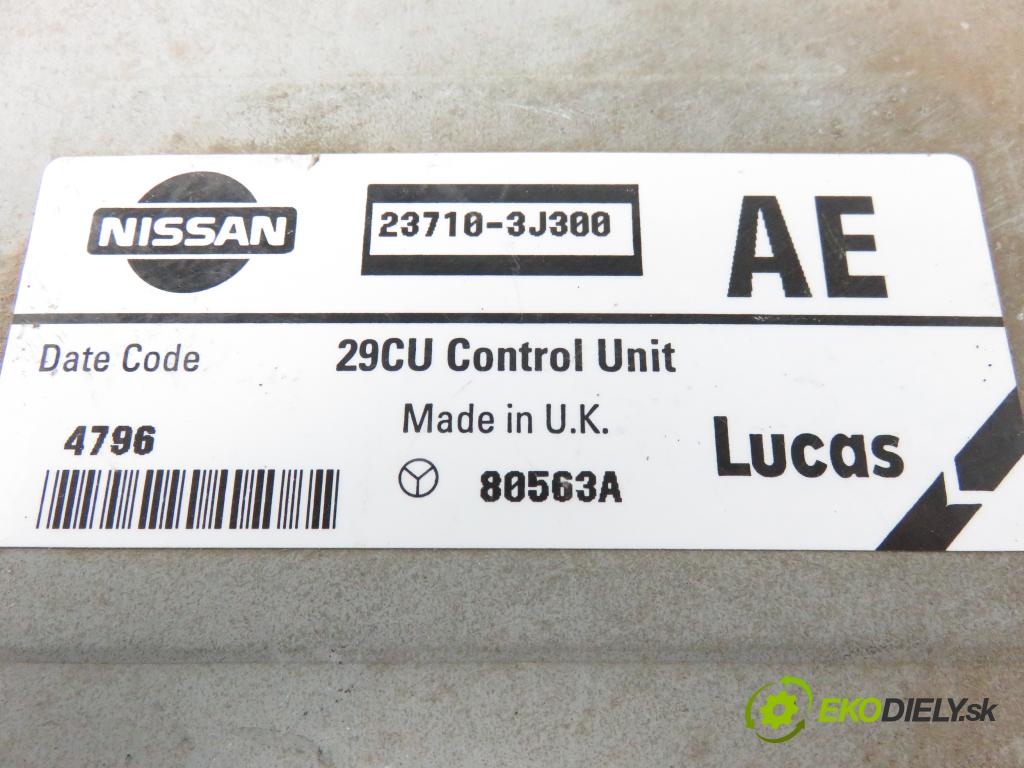 NISSAN
23710-3J300
AE
Date Code
29CU Control Unit
4796
Made in U.K.
80563A
Lucas
EKODIELY.sk